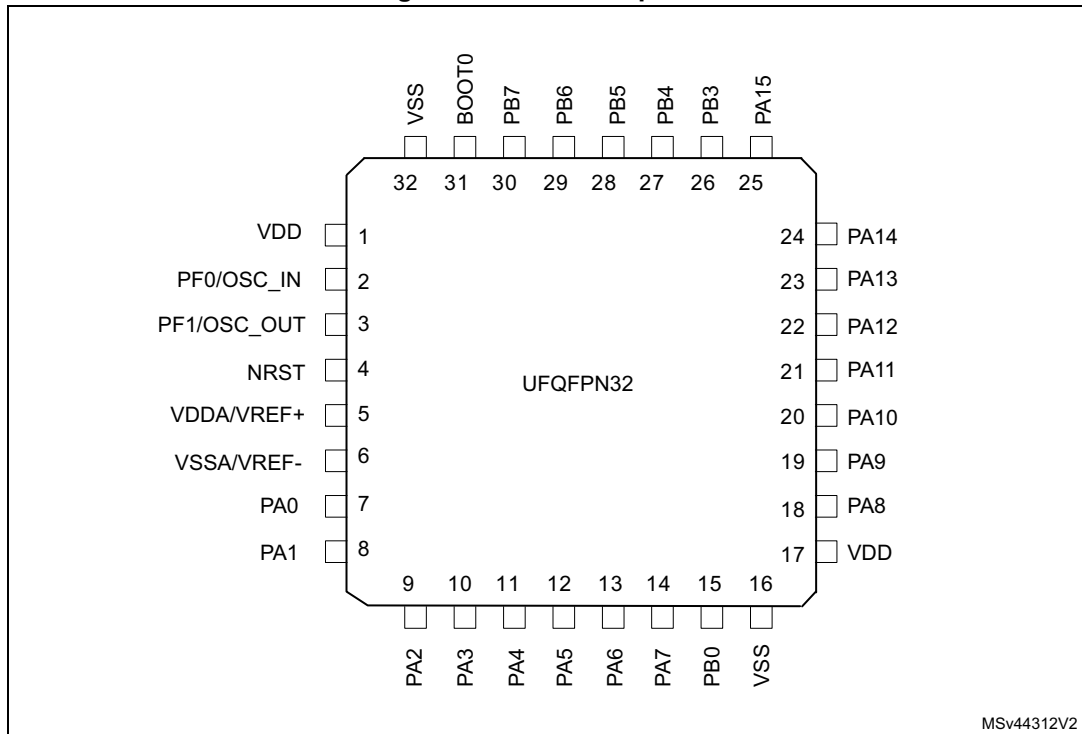 VSS
BOOT0
PB7
PB6
PB5
PB4
PB3
PA15
32 31 30 29 28 27 26 25
VDD 1 24 PA14
PF0/OSC_IN 2 23 PA13
PF1/OSC_OUT 3 22 PA12
NRST 4 21 PA11
UFQFPN32
VDDA/VREF+ 5 20 PA10
VSSA/VREF- 6 19 PA9
PA0 7 18 PA8
PA1 8 17 VDD
9 10 11 12 13 14 15 16
PA2
PA3
PA4
PA5
PA6
PA7
PB0
VSS
MSv44312V2